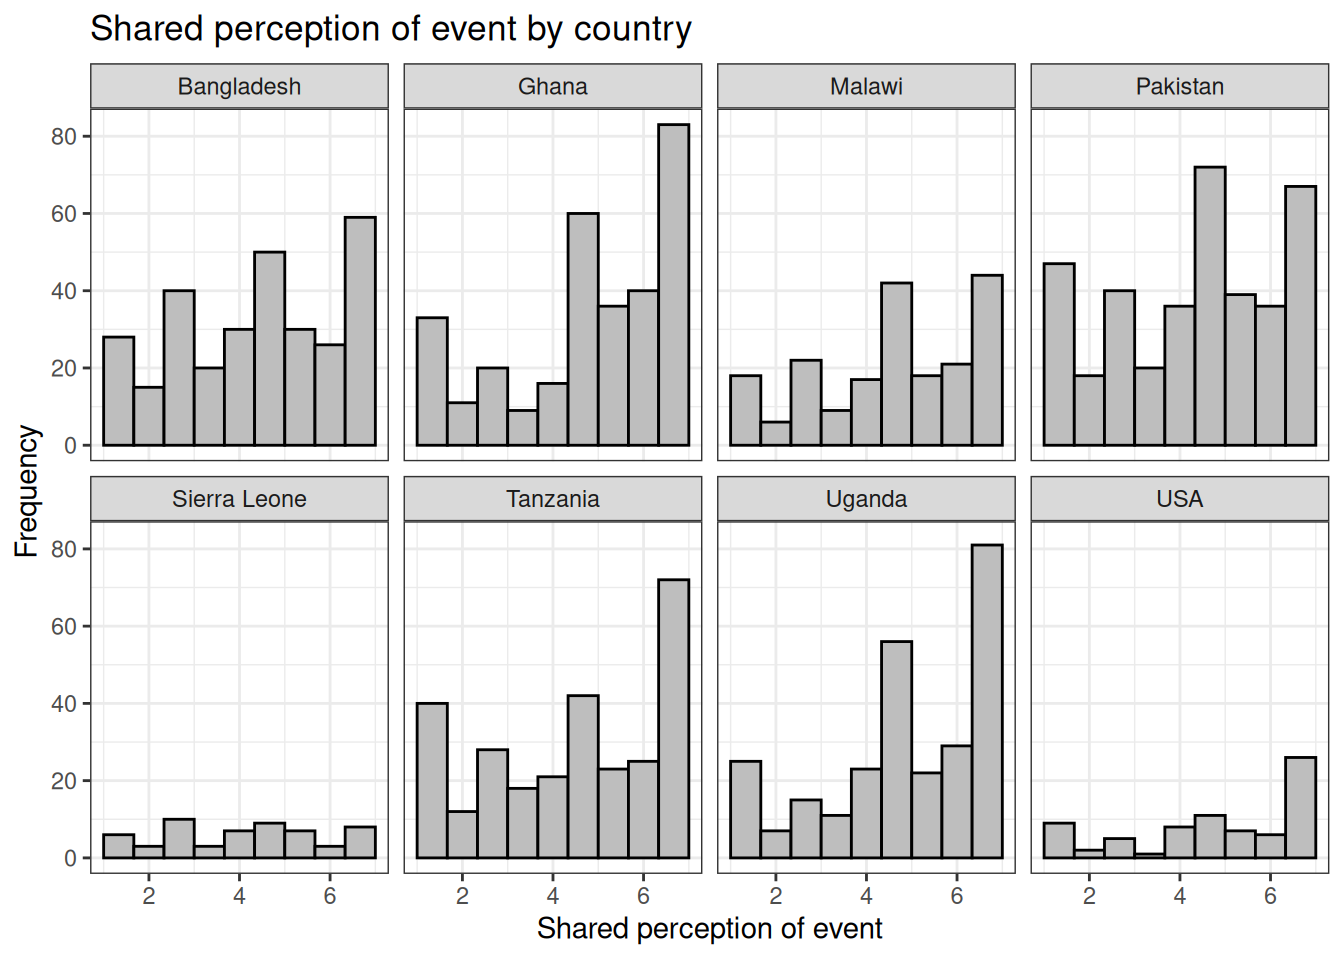 Shared perception of event by country
Bangladesh
Ghana
Malawi
Pakistan
80
60
40
20
0
Sierra Leone
Tanzania
Uganda
USA
80
60
40
20
0
2 4 6
2 4 6
2 4 6
2 4 6
Frequency
Shared perception of event